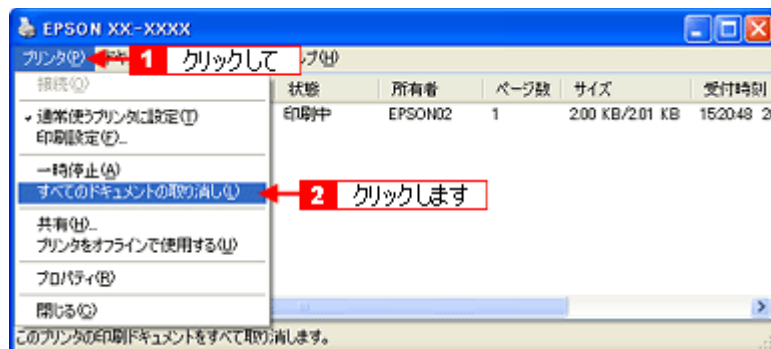 EPSON XX-XXXX
プリンタ(P) 1 クリックして ルプ(H)
接続(O)
状態 所有者 ページ数 サイズ 受付時刻
通常使うプリンタに設定(T)
印刷中 EPSON02 1 2.00 KB/2.01 KB 15:20:48 2
印刷設定(F)...
一時停止(A)
すべてのドキュメントの取り消し(L) 2 クリックします
共有(H)...
プリンタをオフラインで使用する(U)
プロパティ(R)
閉じる(C)
このプリンタの印刷ドキュメントをすべて取り消します。